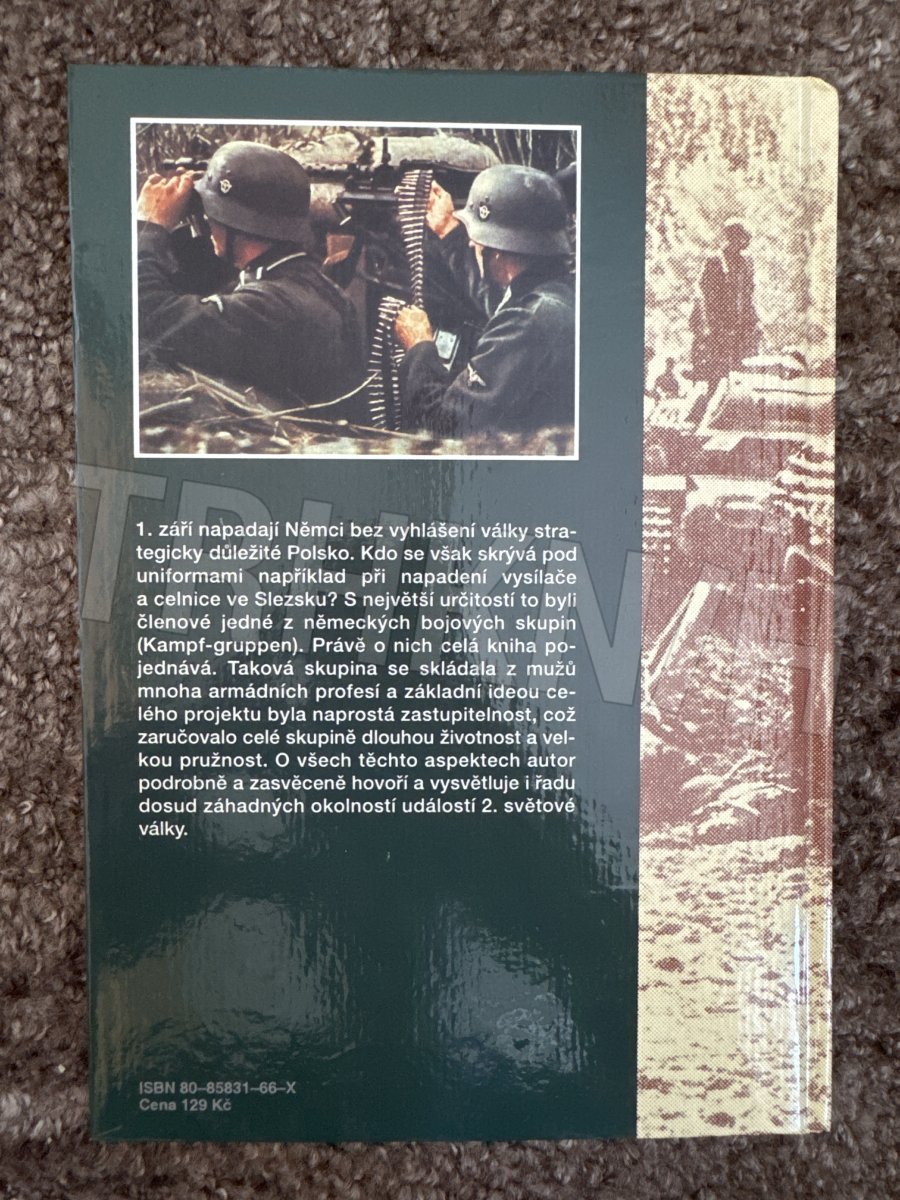 1. září napadají Němci bez vyhlášení války stra-
tegicky důležité Polsko. Kdo se však skrývá pod
uniformami například při napadení vysílače
a celnice ve Slezsku? S největší určitostí to byli
členové jedné z německých bojových skupin
(Kampf-gruppen). Právě o nich celá kniha po-
jednává. Taková skupina se skládala z mužů
mnoha armádních profesí a základní ideou ce-
lého projektu byla naprostá zastupitelnost, což
zaručovalo celé skupině dlouhou životnost a vel-
kou pružnost. O všech těchto aspektech autor
podrobně a zasvěceně hovoří a vysvětluje i řadu
dosud záhadných okolností událostí 2. světové
války.
ISBN 80–85831–66–X
Cena 129 Kč